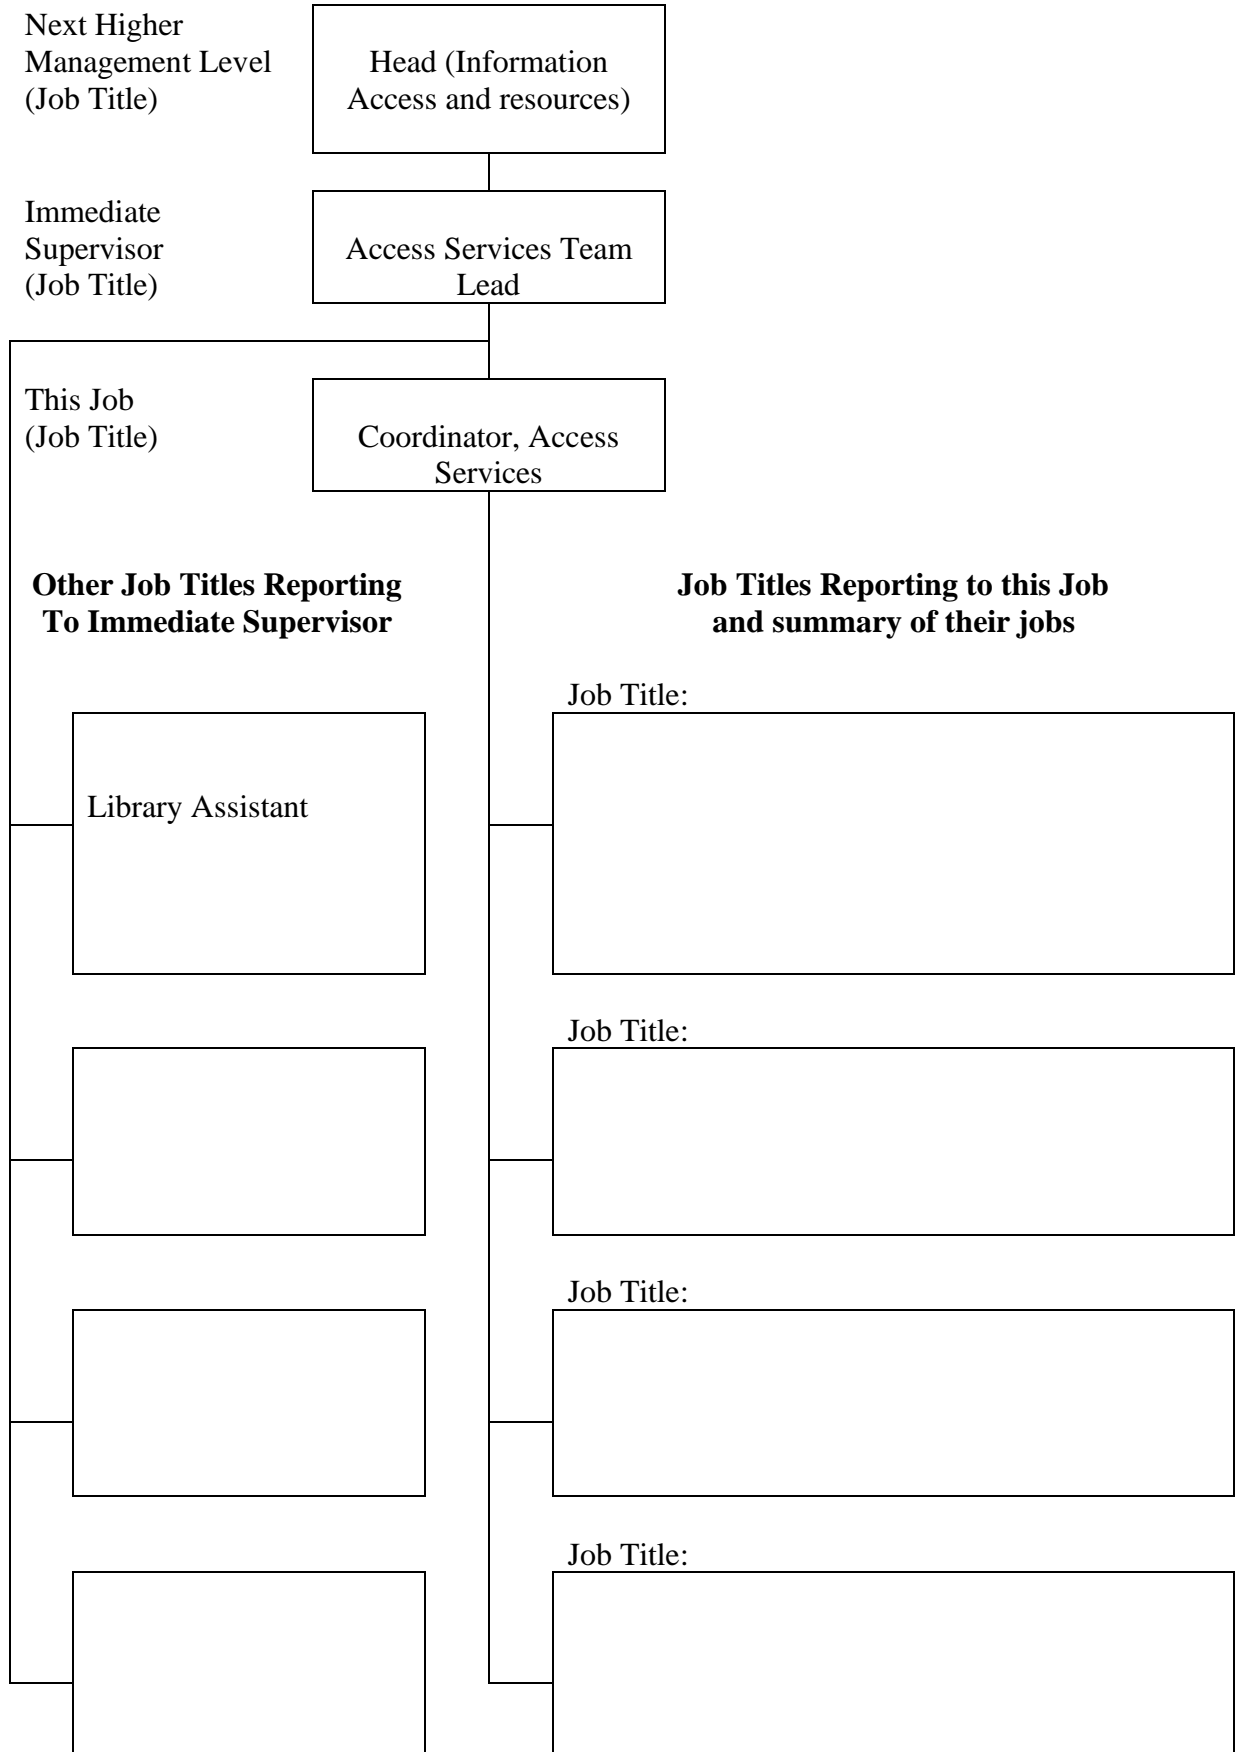 Next Higher
Management Level
(Job Title)
Head (Information
Access and resources)
Immediate
Supervisor
(Job Title)
Access Services Team
Lead
This Job
(Job Title)
Coordinator, Access
Services
Other Job Titles Reporting
To Immediate Supervisor
Job Titles Reporting to this Job
and summary of their jobs
Job Title:
Library Assistant
Job Title:
Job Title:
Job Title: